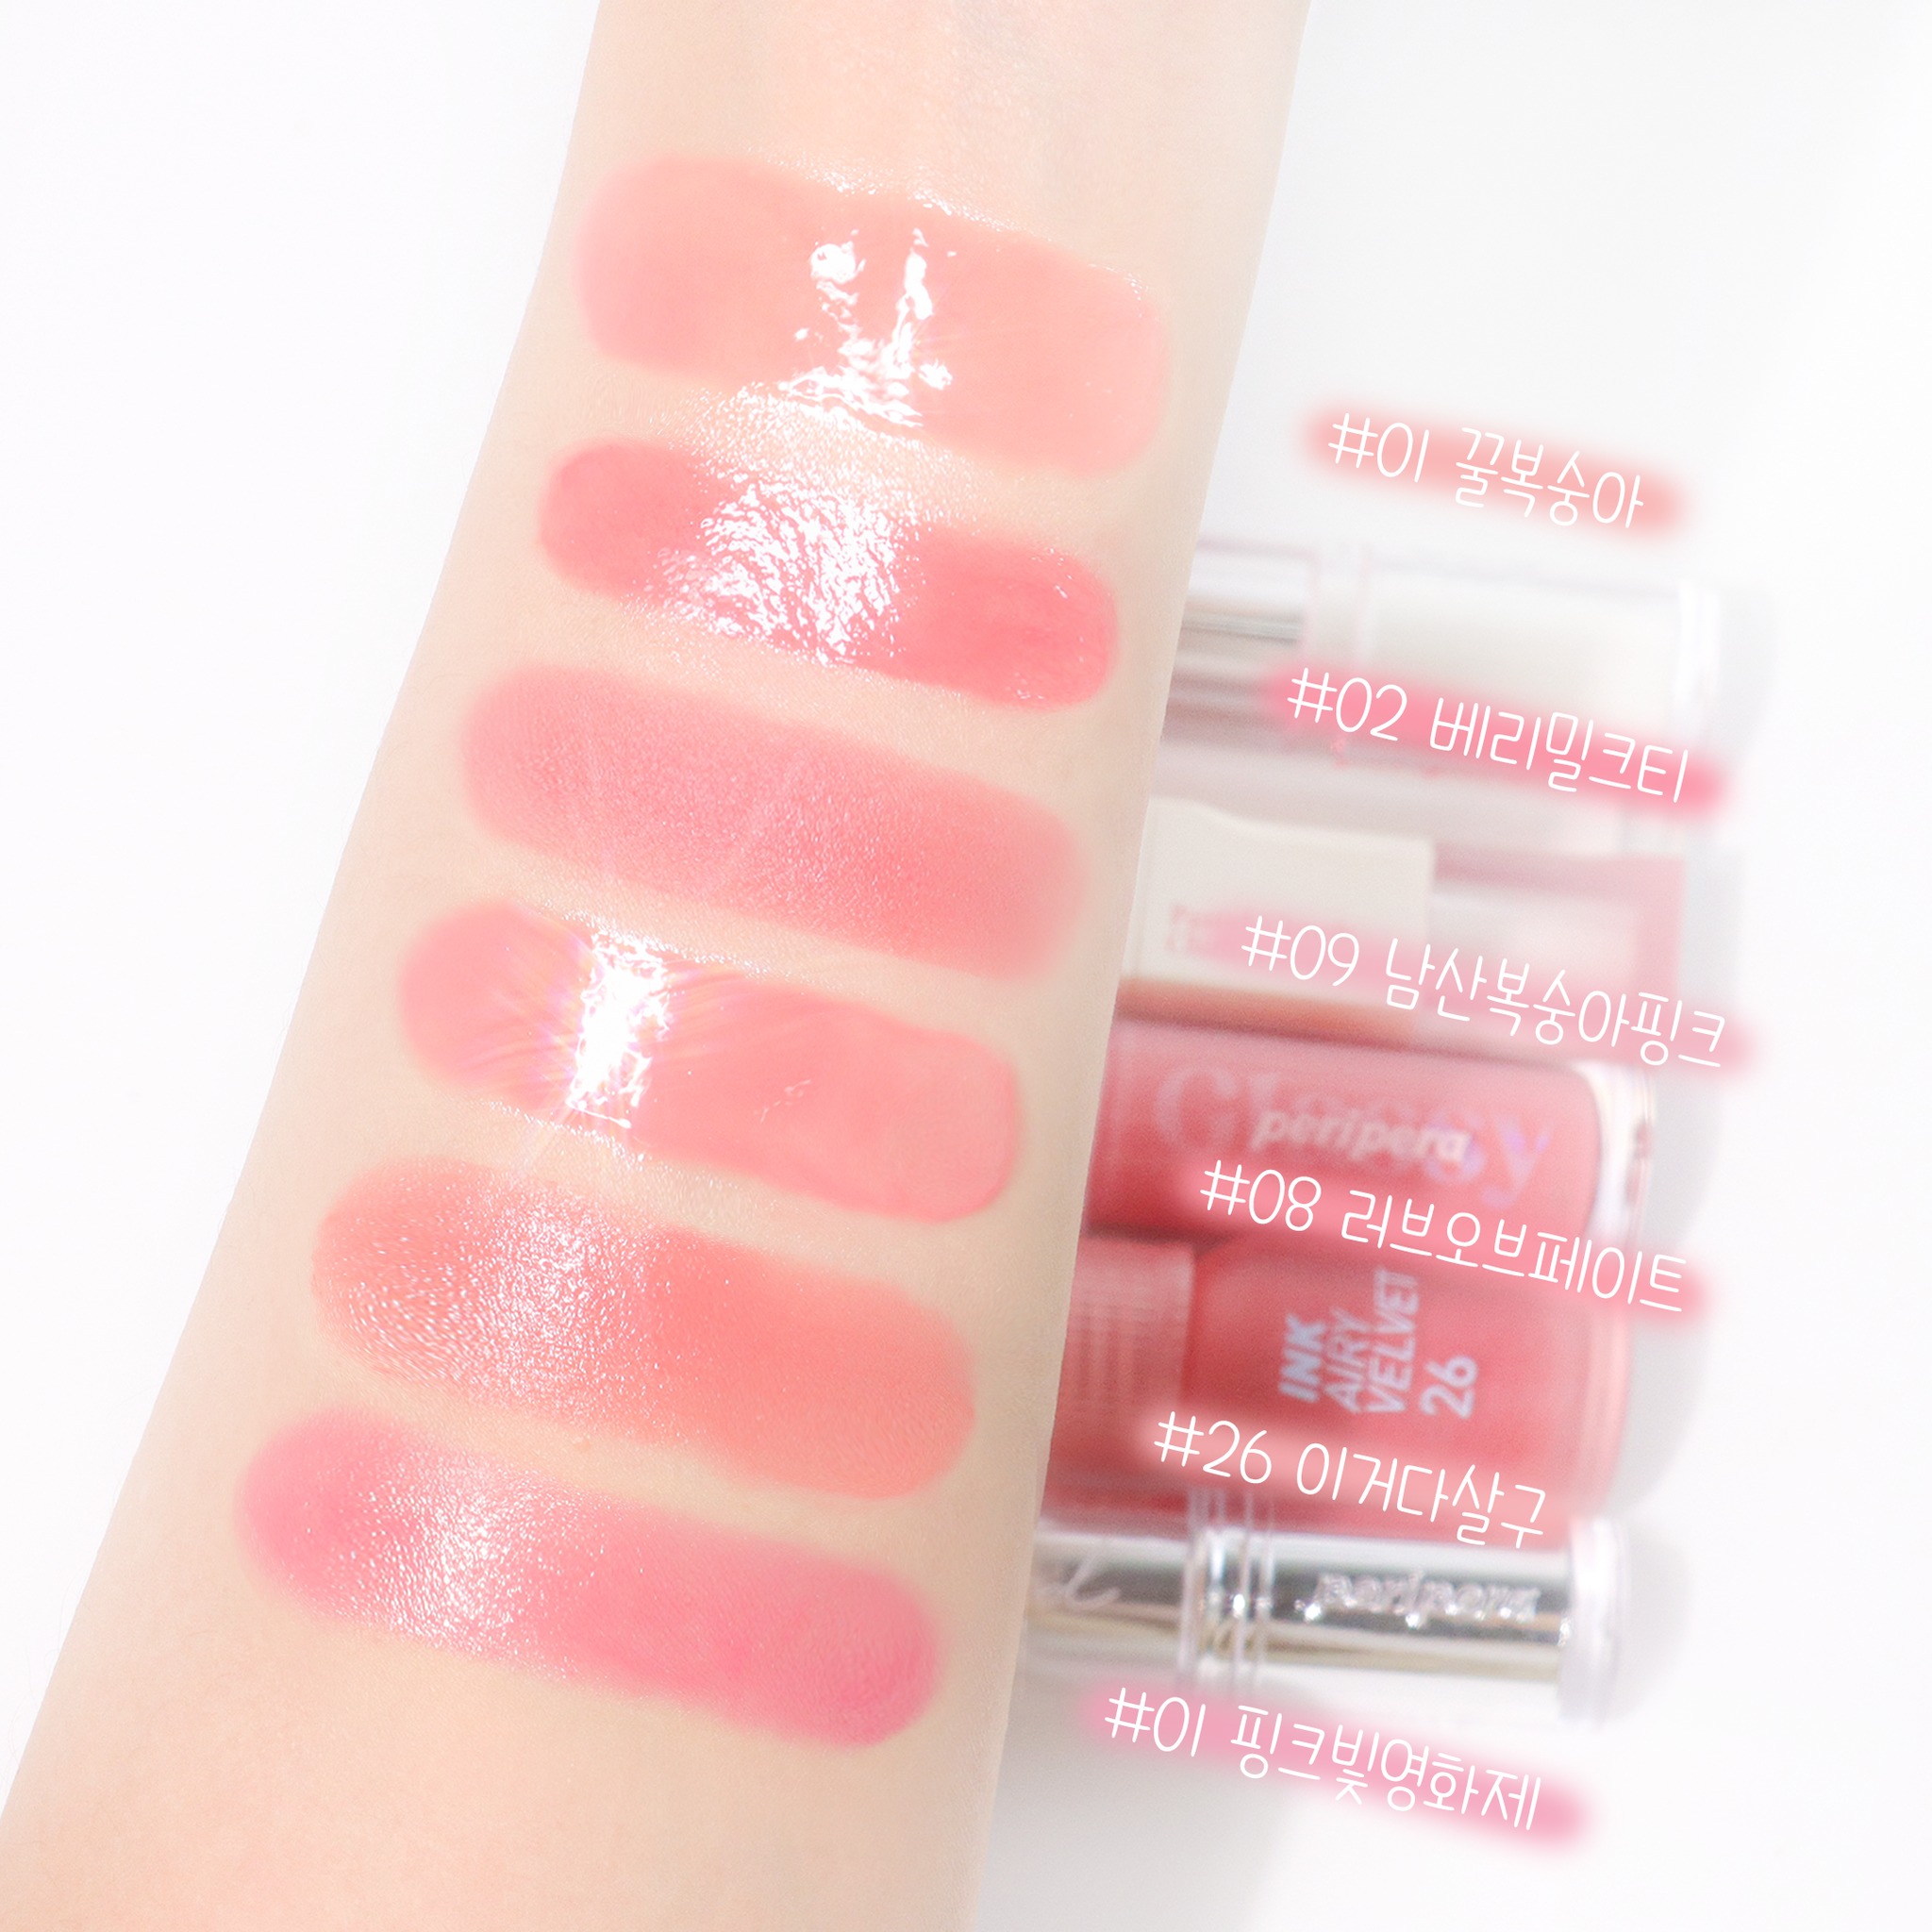 #01 꿀복숭아
#02 베리밀크티
#09 남산복숭아핑크
Glassy
peripera
#08 러브오브페이트
INK
AIRY
VELVET
26
#26 이거다살구
peripera
#01 핑크빛영화제